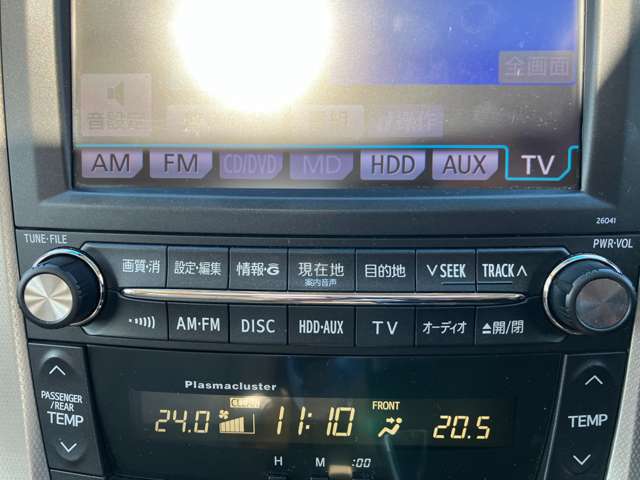 全画面
音設定
AM FM CD/DVD MD HDD AUX TV
26041
TUNE·FILE PWR·VOL
画質·消 設定·編集 情報·G 現在地 目的地 ∨SEEK TRACK∧
案内音声
AM·FM DISC HDD·AUX TV オーディオ ▲開/閉
PASSENGER
/REAR
TEMP
TEMP
Plasmacluster
CLEAN
FRONT
24.0 11:10 20.5
H M :00